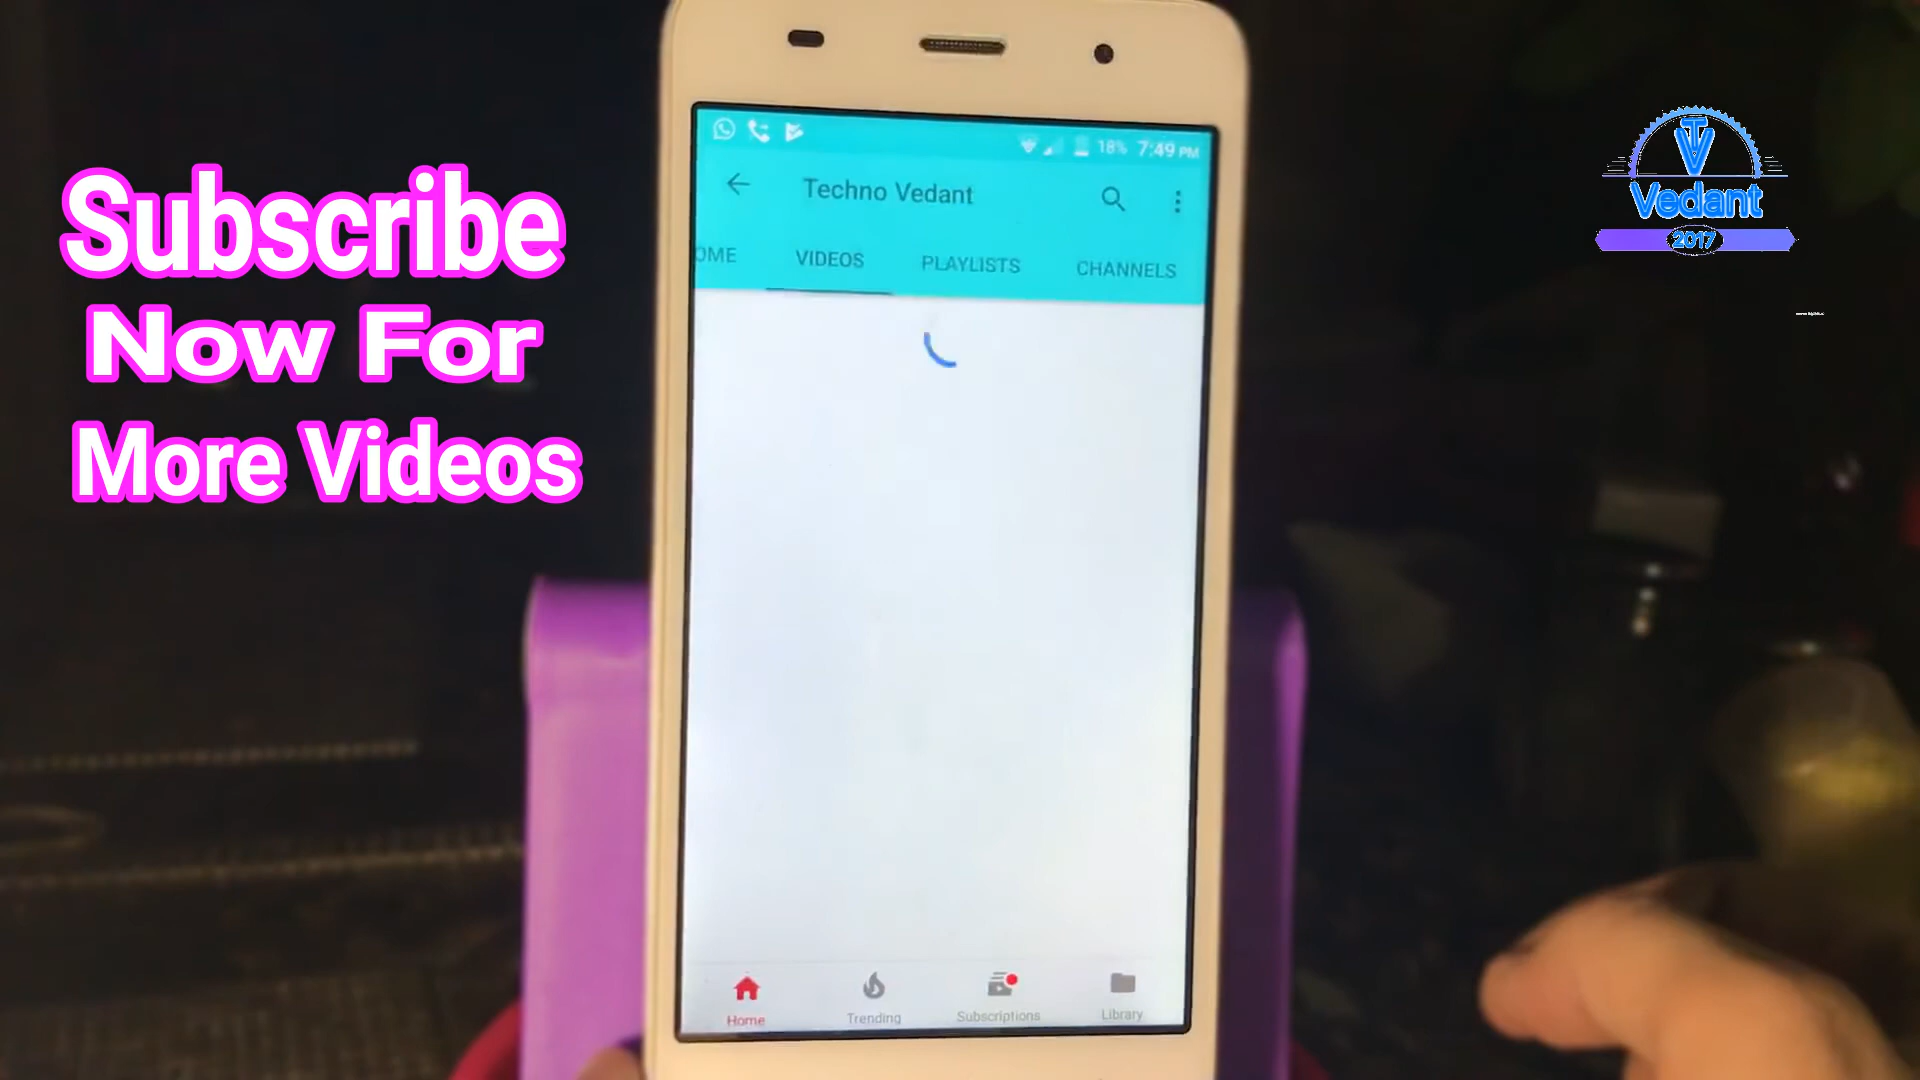 Subscribe
Now For
More Videos
18% 7:49 PM
Techno Vedant
OME VIDEOS PLAYLISTS CHANNELS
Home Trending Subscriptions Library
TV
Vedant
2017